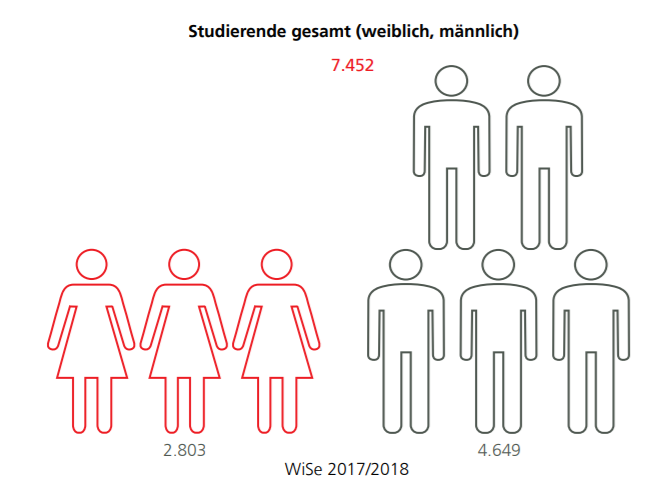 Studierende gesamt (weiblich, männlich)
7.452
2.803
4.649
WiSe 2017/2018